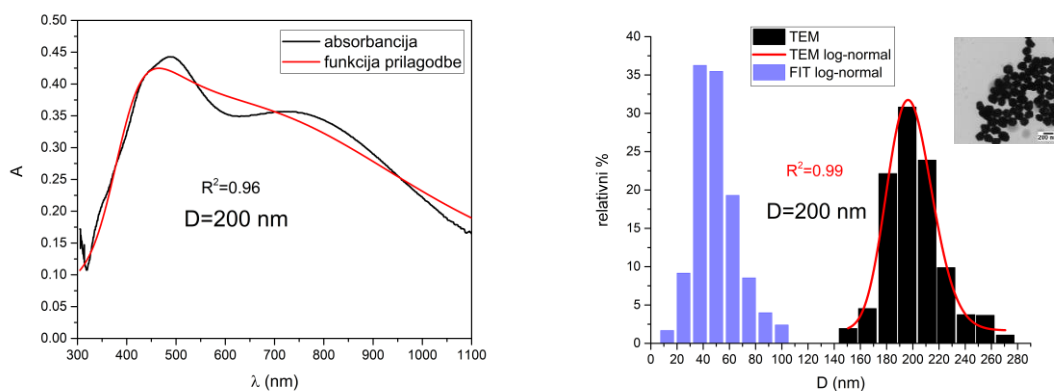 absorbancija
funkcija prilagodbe
R²=0.96
D=200 nm
A
0.50
0.45
0.40
0.35
0.30
0.25
0.20
0.15
0.10
0.05
0.00
300 400 500 600 700 800 900 1000 1100
λ (nm)
TEM
TEM log-normal
FIT log-normal
R²=0.99
D=200 nm
relativni %
40
35
30
25
20
15
10
5
0
0 20 40 60 80 100 120 140 160 180 200 220 240 260 280
D (nm)